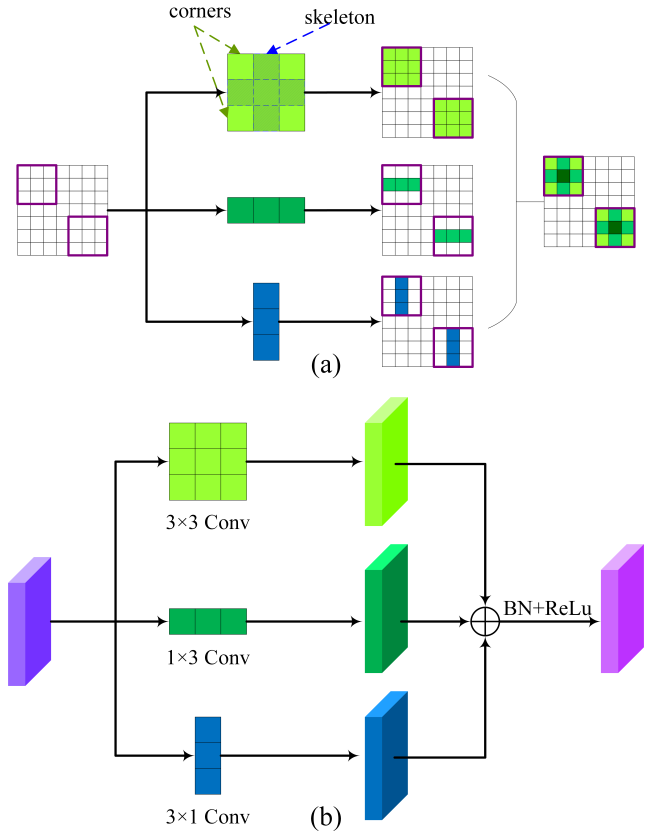 corners
skeleton
(a)
3×3 Conv
BN+ReLu
1×3 Conv
3×1 Conv
(b)